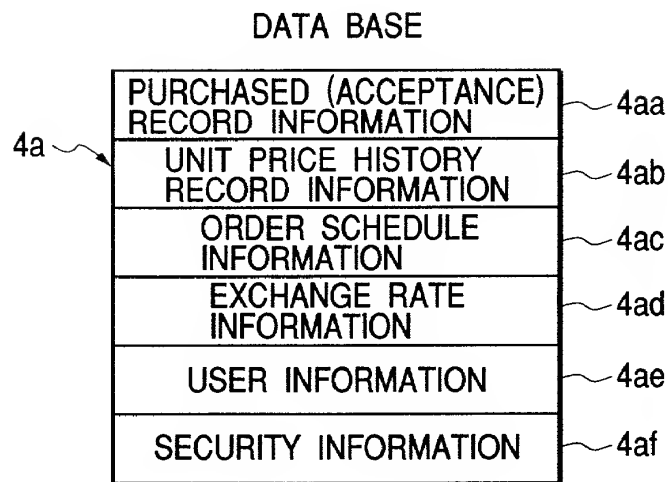 DATA BASE
PURCHASED (ACCEPTANCE)
RECORD INFORMATION
4aa
4a
UNIT PRICE HISTORY
RECORD INFORMATION
4ab
ORDER SCHEDULE
INFORMATION
4ac
EXCHANGE RATE
INFORMATION
4ad
USER INFORMATION
4ae
SECURITY INFORMATION
4af